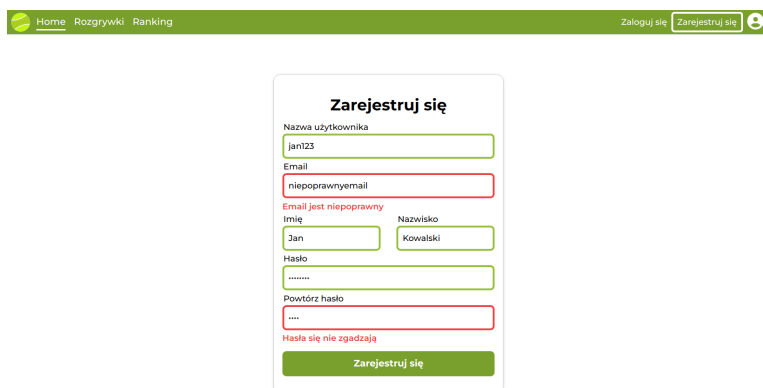 Home Rozgrywki Ranking Zaloguj się Zarejestruj się
Zarejestruj się
Nazwa użytkownika
jan123
Email
niepoprawnyemail
Email jest niepoprawny
Imię Nazwisko
Jan Kowalski
Hasło
........
Powtórz hasło
....
Hasła się nie zgadzają
Zarejestruj się